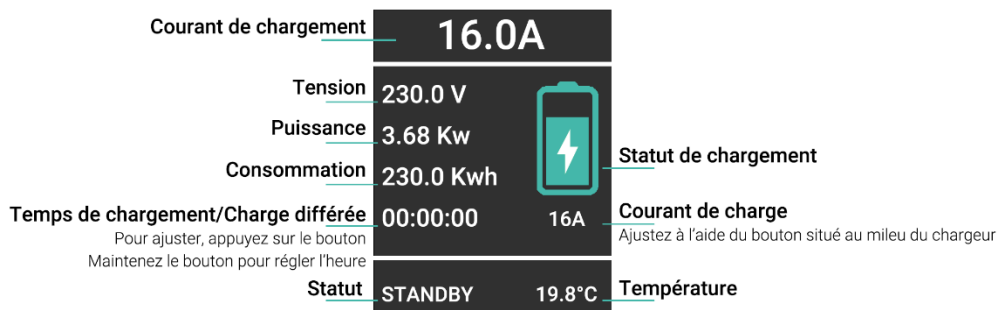 Courant de chargement
16.0A
Tension
230.0 V
Puissance
3.68 Kw
Consommation
230.0 Kwh
Statut de chargement
Temps de chargement/Charge différée
00:00:00
16A
Courant de charge
Pour ajuster, appuyez sur le bouton
Ajustez à l'aide du bouton situé au mileu du chargeur
Maintenez le bouton pour régler l'heure
Statut
STANDBY
19.8°C
Température